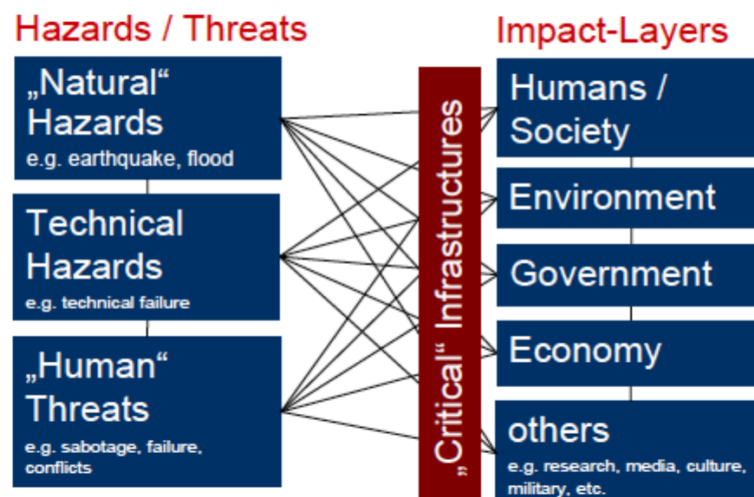 Hazards / Threats
„Natural“
Hazards
e.g. earthquake, flood
Technical
Hazards
e.g. technical failure
„Human“
Threats
e.g. sabotage, failure,
conflicts
„Critical“ Infrastructures
Impact-Layers
Humans /
Society
Environment
Government
Economy
others
e.g. research, media, culture,
military, etc.